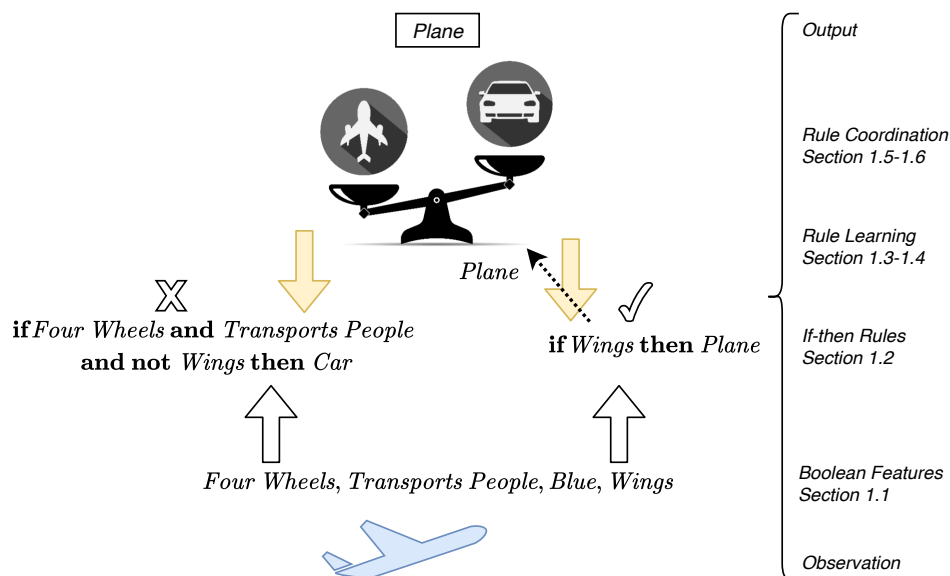 Plane
Output
Rule Coordination
Section 1.5-1.6
Rule Learning
Section 1.3-1.4
Plane
X
if Four Wheels and Transports People
and not Wings then Car
if Wings then Plane
If-then Rules
Section 1.2
Four Wheels, Transports People, Blue, Wings
Boolean Features
Section 1.1
Observation